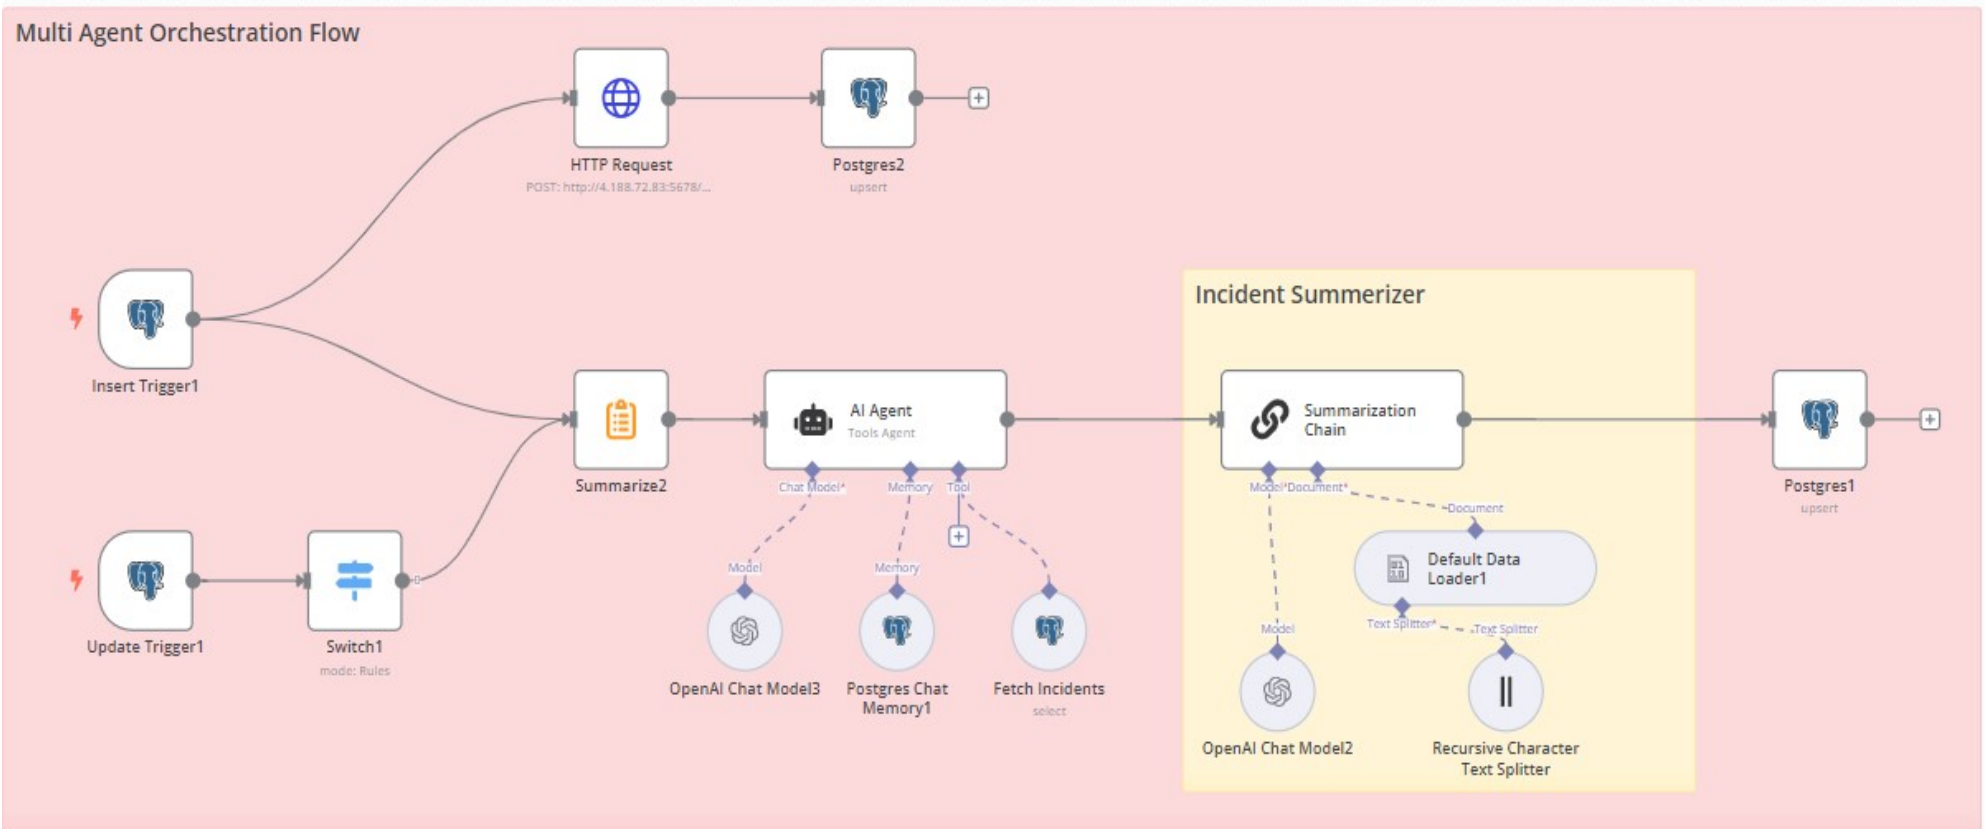 Multi Agent Orchestration Flow
HTTP Request
POST: http://4.188.72.83:5678/...
Postgres2
upsert
Insert Trigger1
Update Trigger1
Switch1
mode: Rules
Summarize2
AI Agent
Tools Agent
Chat Model*
Memory
Tool
Model
Memory
OpenAI Chat Model3
Postgres Chat
Memory1
Fetch Incidents
select
Incident Summerizer
Summarization
Chain
Model*
Document*
Document
Default Data
Loader1
Text Splitter*
Text Splitter
Model
OpenAI Chat Model2
Recursive Character
Text Splitter
Postgres1
upsert